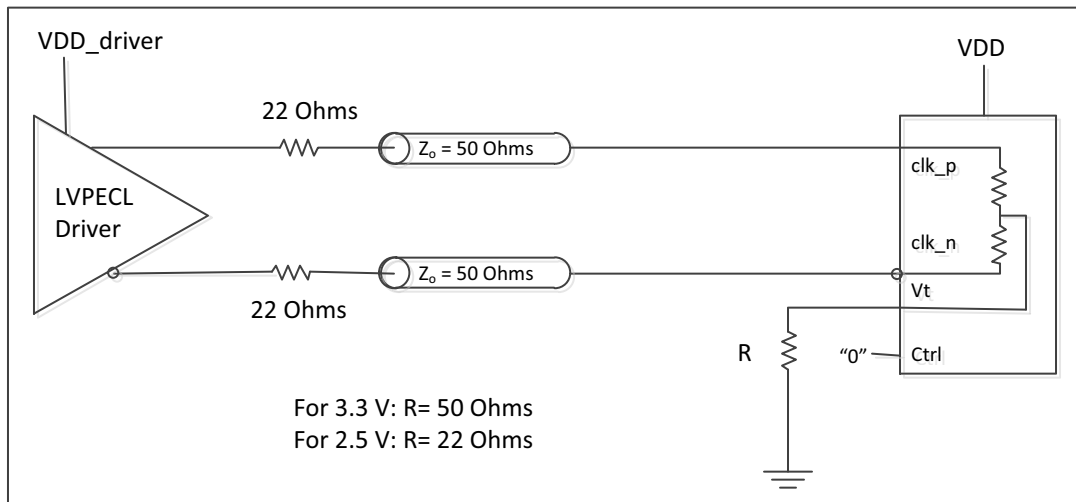 VDD_driver
VDD
22 Ohms
Zo = 50 Ohms
clk_p
LVPECL
Driver
clk_n
Zo = 50 Ohms
Vt
22 Ohms
R
“0”
Ctrl
For 3.3 V: R= 50 Ohms
For 2.5 V: R= 22 Ohms